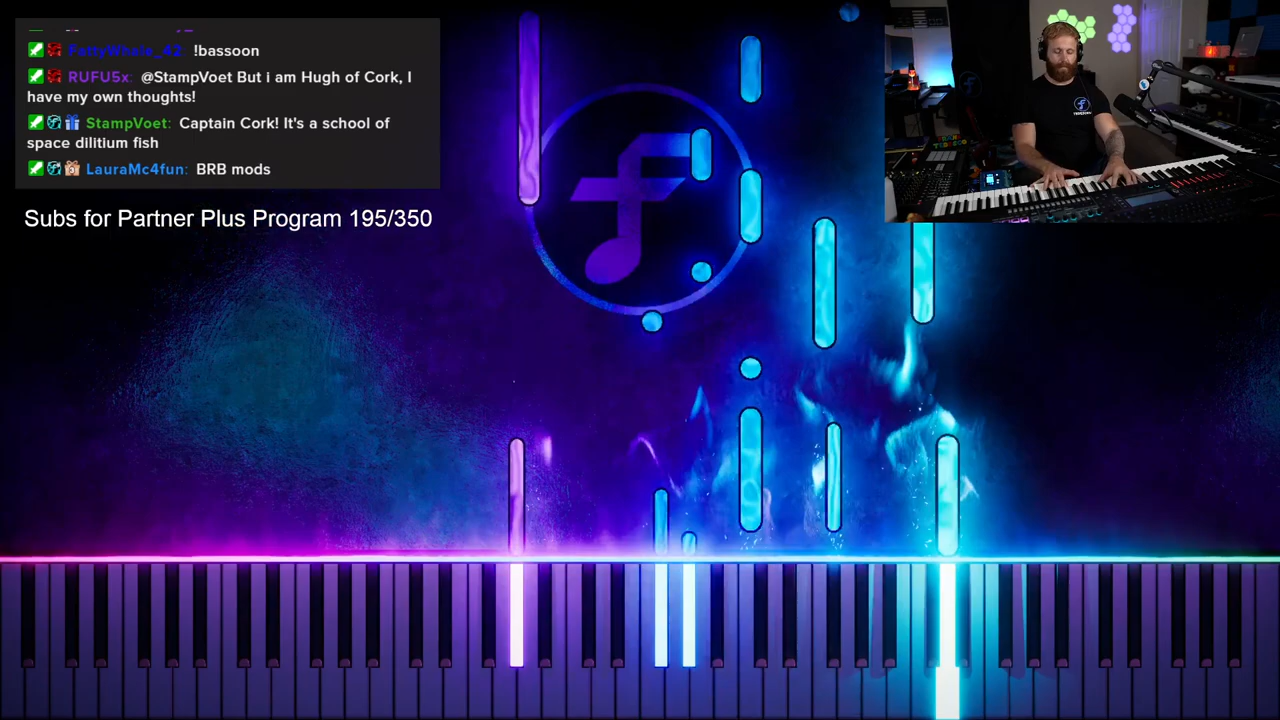 FattyWhale_42: !bassoon
RUFU5x: @StampVoet But i am Hugh of Cork, I
have my own thoughts!
StampVoet: Captain Cork! It's a school of
space dilitium fish
LauraMc4fun: BRB mods
Subs for Partner Plus Program 195/350